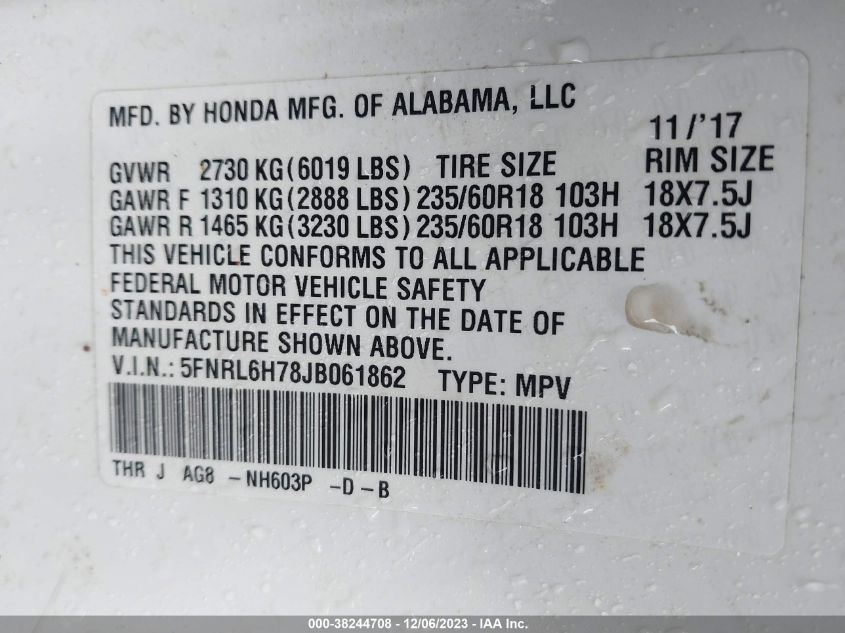 MFD. BY HONDA MFG. OF ALABAMA, LLC
11/'17
GVWR 2730 KG(6019 LBS) TIRE SIZE RIM SIZE
GAWR F 1310 KG(2888 LBS) 235/60R18 103H 18X7.5J
GAWR R 1465 KG(3230 LBS) 235/60R18 103H 18X7.5J
THIS VEHICLE CONFORMS TO ALL APPLICABLE
FEDERAL MOTOR VEHICLE SAFETY
STANDARDS IN EFFECT ON THE DATE OF
MANUFACTURE SHOWN ABOVE.
V.I.N.: 5FNRL6H78JB061862 TYPE: MPV
THR J AG8 -NH603P -D-B
000-38244708 - 12/06/2023 - IAA Inc.